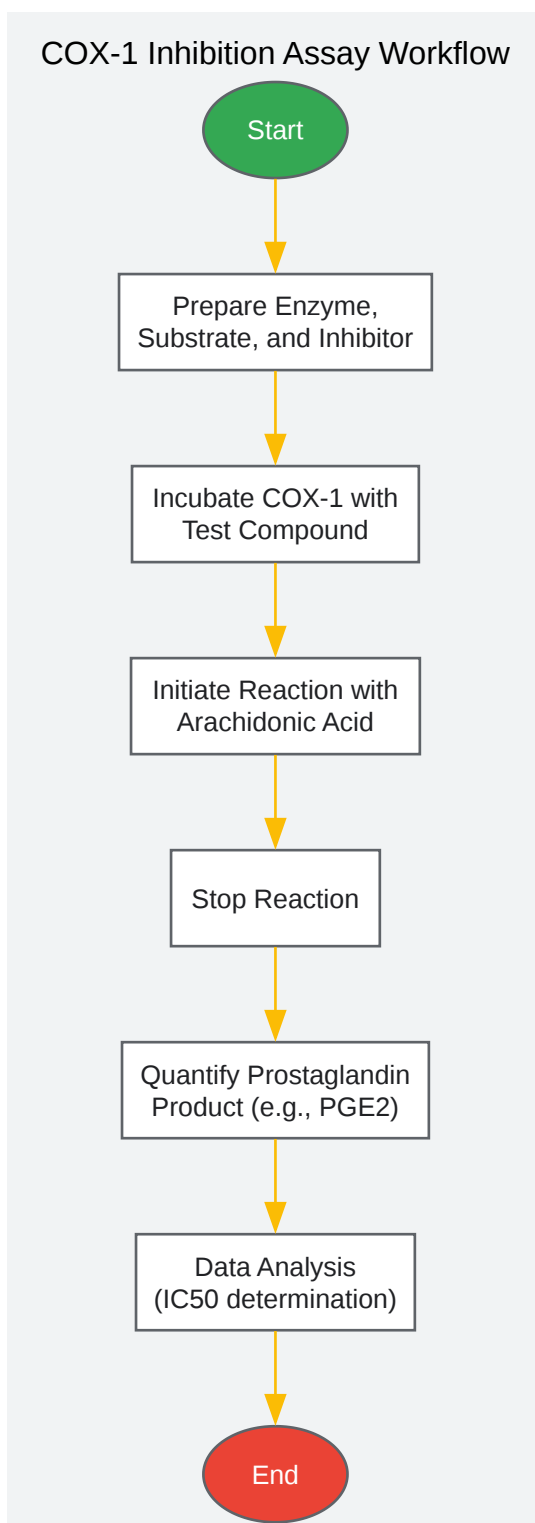 COX-1 Inhibition Assay Workflow
Start
Prepare Enzyme,
Substrate, and Inhibitor
Incubate COX-1 with
Test Compound
Initiate Reaction with
Arachidonic Acid
Stop Reaction
Quantify Prostaglandin
Product (e.g., PGE2)
Data Analysis
(IC50 determination)
End